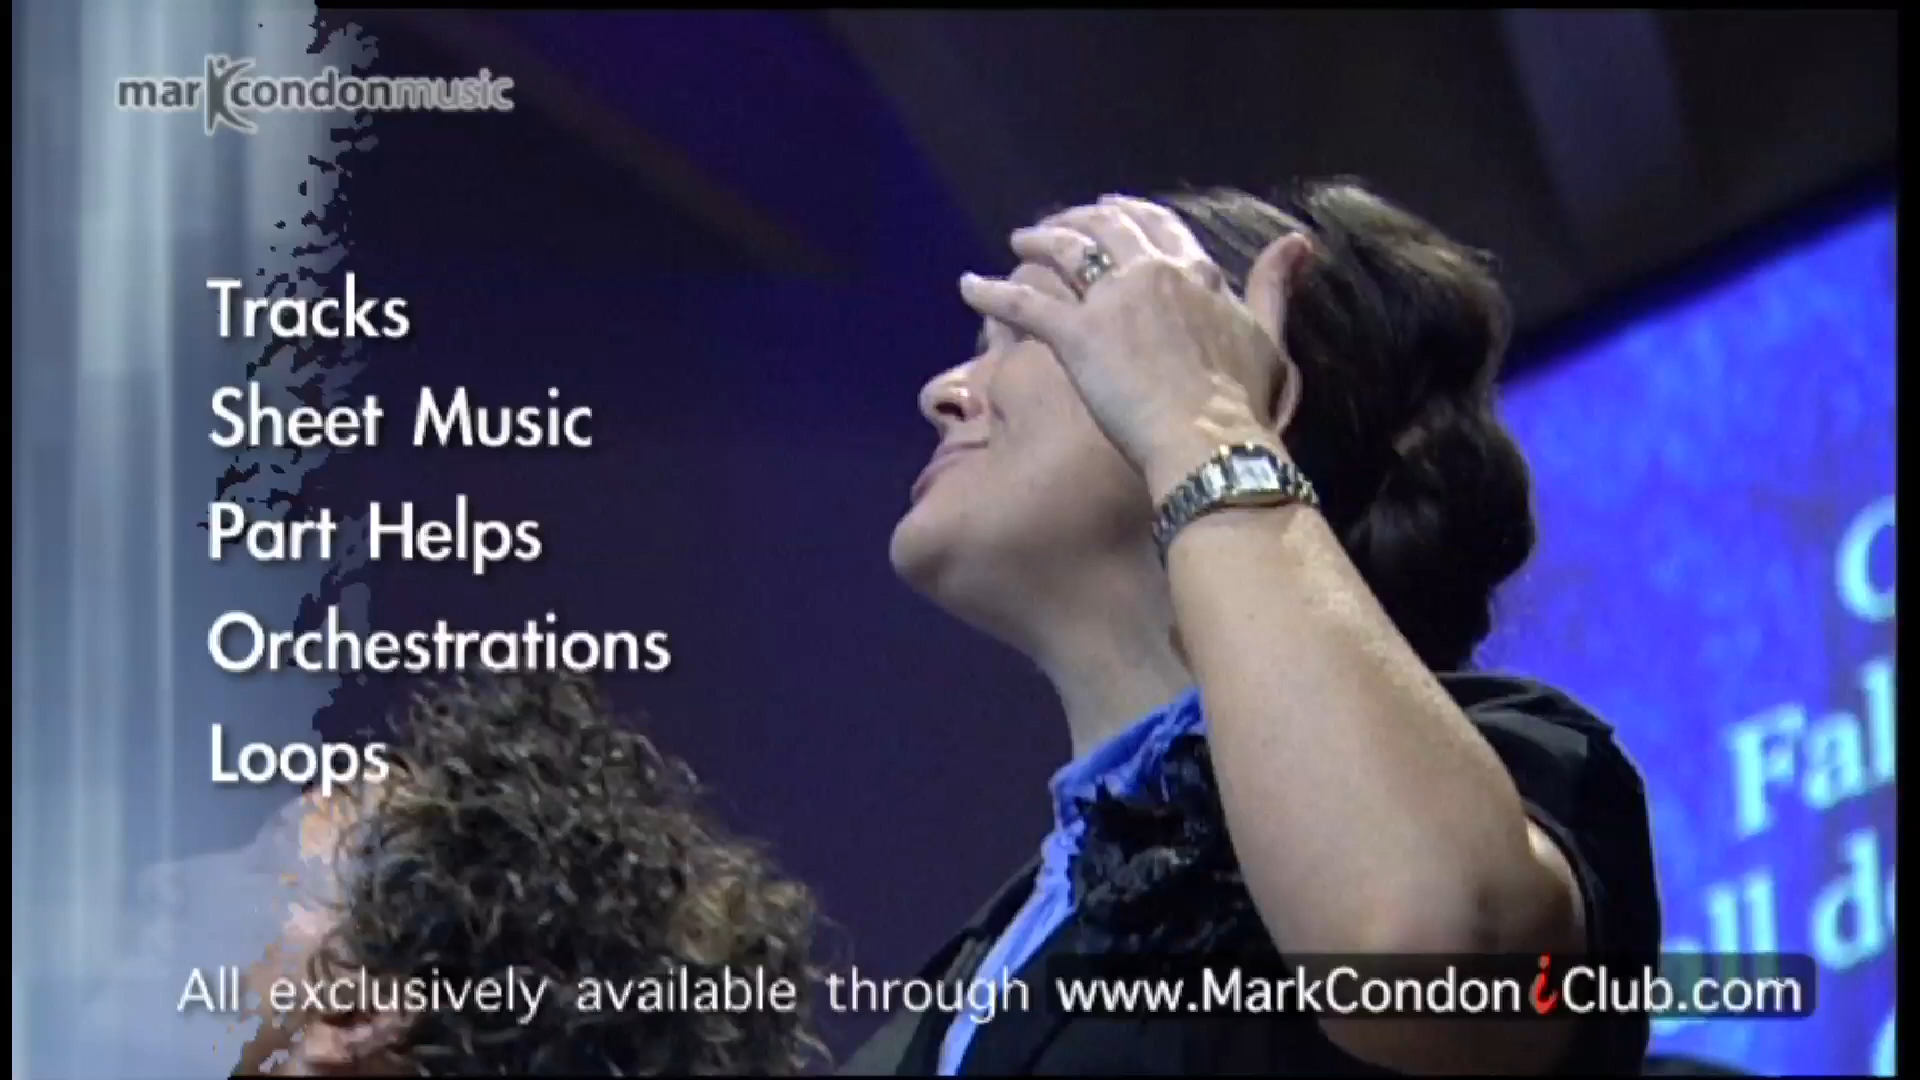 markcondonmusic
Tracks
Sheet Music
Part Helps
Orchestrations
Loops
All exclusively available through www.MarkCondoniClub.com